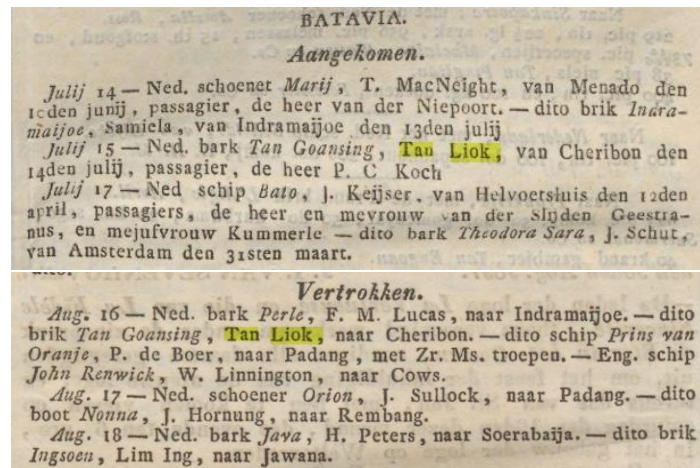 BATAVIA.
Aangekomen.
Julij 14 — Ned. schoenet Marij, T. MacNeight, van Menado den
10den junij, passagier, de heer van der Niepoort. — dito brik Indra-
maijoe, Samiela, van Indramaijoe den 13den julij
Julij 15 — Ned. bark Tan Goansing, Tan Liok, van Cheribon den
14den julij, passagier, de heer P. C Koch
Julij 17 — Ned schip Bato, J. Keijser, van Helvoetsluis den 12den
april, passagiers, de heer en mevrouw van der Slijden Geestra-
nus, en mejufvrouw Kummerle — dito bark Theodora Sara, J. Schut,
van Amsterdam den 31sten maart.
Vertrokken.
Aug. 16 — Ned. bark Perle, F. M. Lucas, naar Indramaijoe. — dito
brik Tan Goansing, Tan Liok, naar Cheribon. — dito schip Prins van
Oranje, P. de Boer, naar Padang, met Zr. Ms. troepen. — Eng. schip
John Renwick, W. Linnington, naar Cows.
Aug. 17 — Ned. schoener Orion, J. Sullock, naar Padang. — dito
boot Nonna, J. Hornung, naar Rembang.
Aug. 18 — Ned. bark Java, H. Peters, naar Soerabaija. — dito brik
Ingsoen, Lim Ing, naar Jawana.